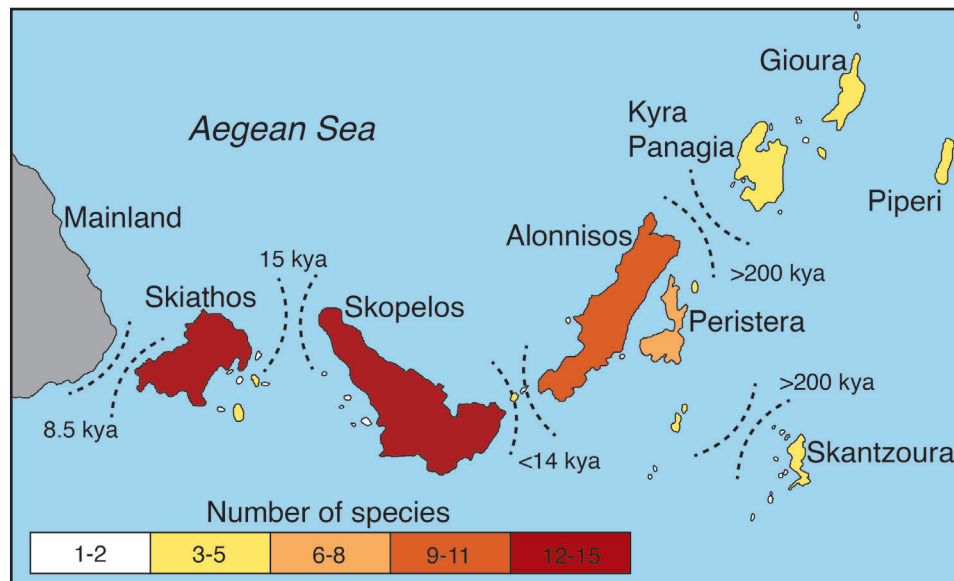 Gioura
Kyra
Panagia
Aegean Sea
Piperi
Mainland
Alonnisos
15 kya
>200 kya
Skiathos
Skopelos
Peristera
>200 kya
8.5 kya
<14 kya
Skantzoura
Number of species
1-2 3-5 6-8 9-11 12-15